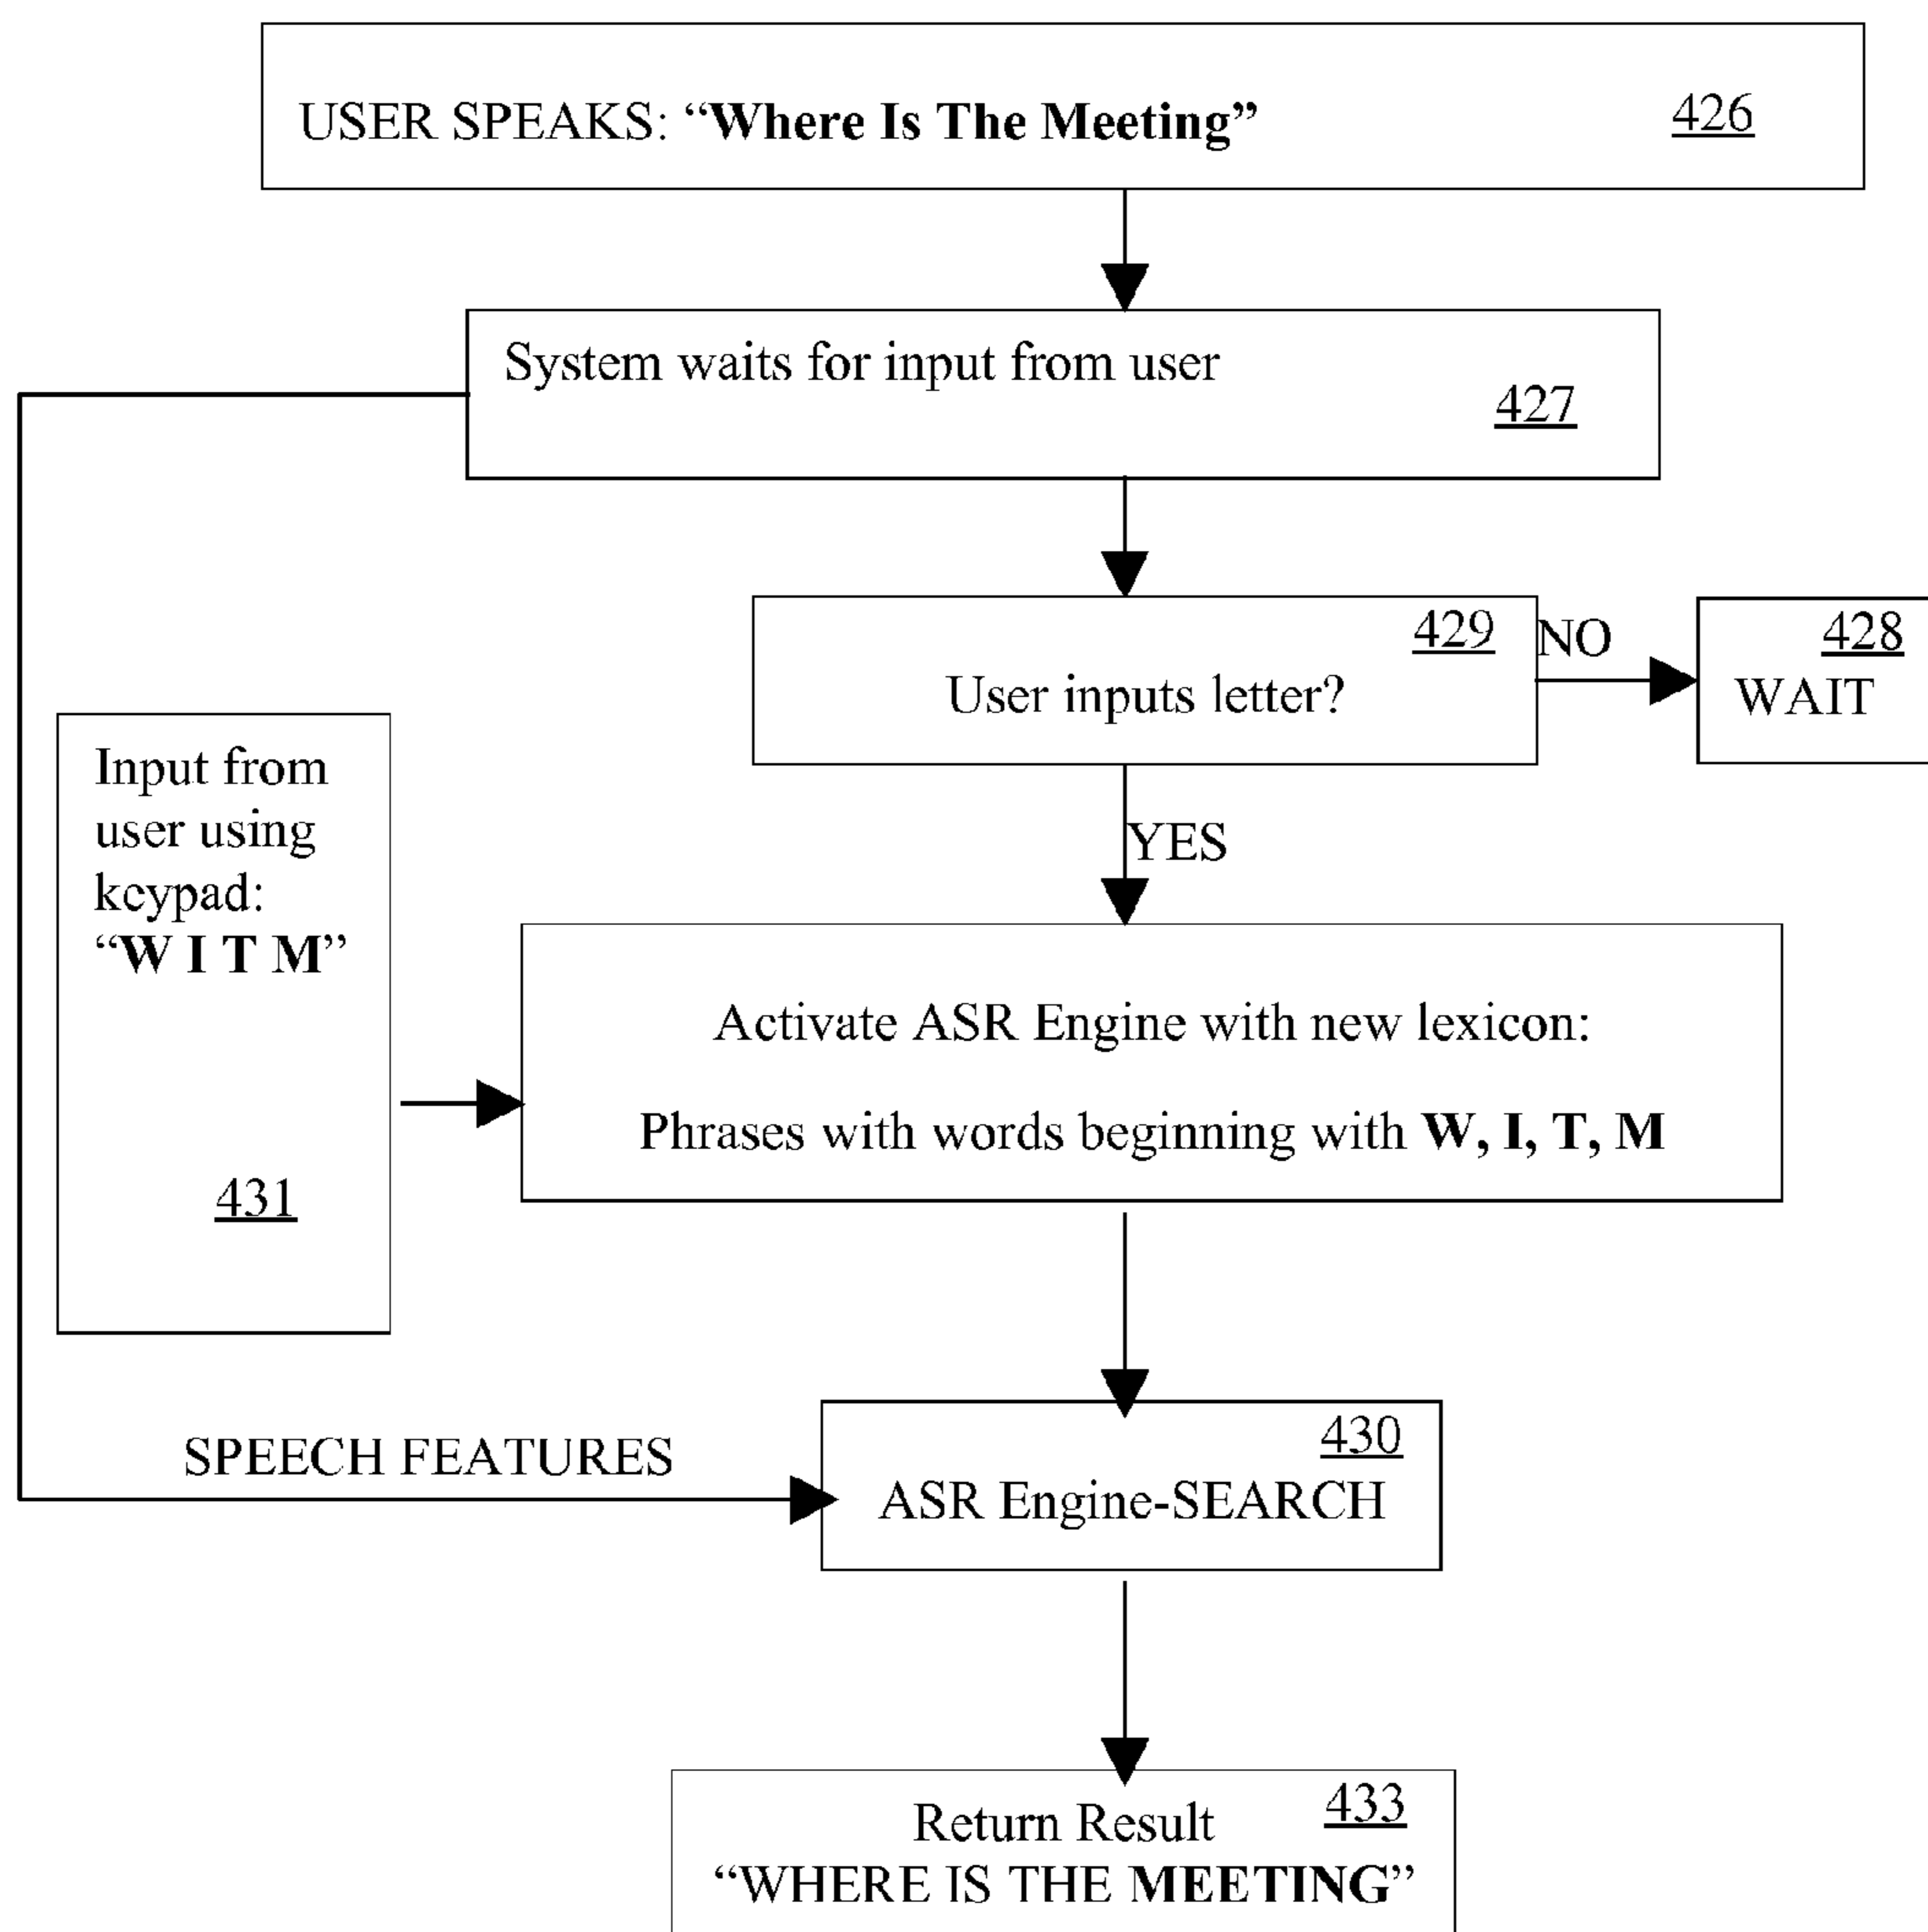 USER SPEAKS: “Where Is The Meeting” 426
System waits for input from user
427
429
User inputs letter?
NO
428
WAIT
YES
Input from
user using
keypad:
“W I T M”
431
Activate ASR Engine with new lexicon:
Phrases with words beginning with W, I, T, M
SPEECH FEATURES
430
ASR Engine-SEARCH
Return Result 433
“WHERE IS THE MEETING”